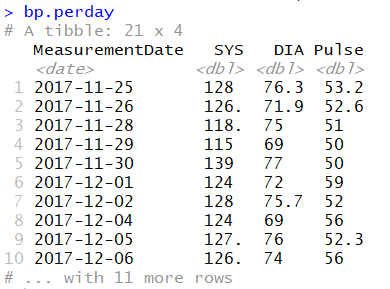 > bp.perday
# A tibble: 21 x 4
MeasurementDate SYS DIA Pulse
<date> <dbl> <dbl> <dbl>
1 2017-11-25 128 76.3 53.2
2 2017-11-26 126. 71.9 52.6
3 2017-11-28 118. 75 51
4 2017-11-29 115 69 50
5 2017-11-30 139 77 50
6 2017-12-01 124 72 59
7 2017-12-02 128 75.7 52
8 2017-12-04 124 69 56
9 2017-12-05 127. 76 52.3
10 2017-12-06 126. 74 56
# ... with 11 more rows